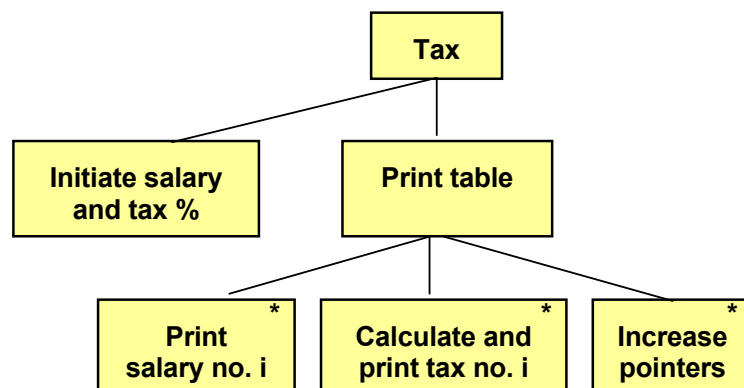 Tax
Initiate salary
and tax %
Print table
*
Print
salary no. i
*
Calculate and
print tax no. i
*
Increase
pointers